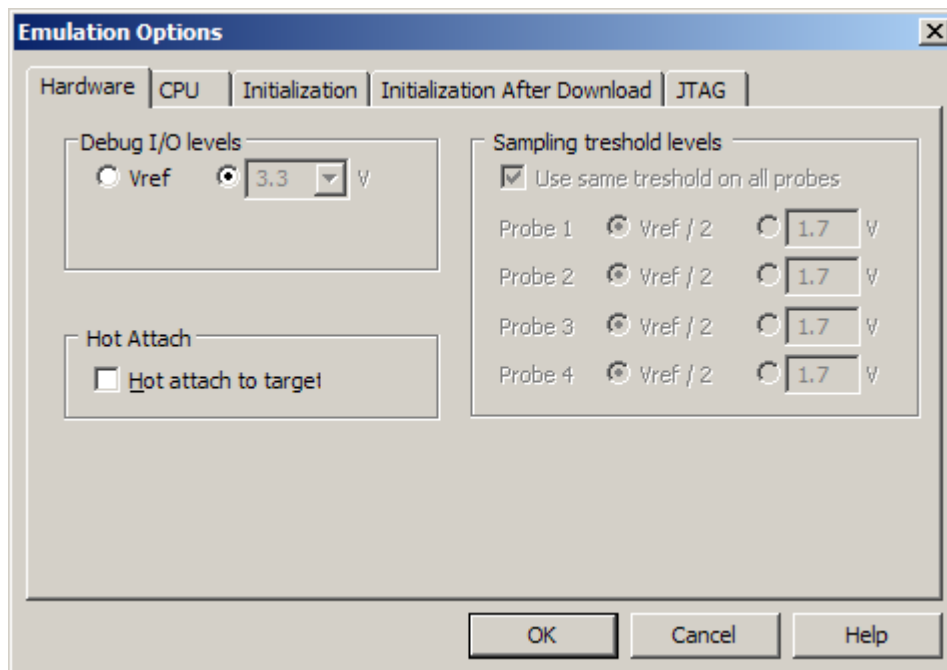 Emulation Options
Hardware CPU Initialization Initialization After Download JTAG
Debug I/O levels
Vref 3.3 V
Hot Attach
Hot attach to target
Sampling treshold levels
Use same treshold on all probes
Probe 1 Vref / 2 1.7 V
Probe 2 Vref / 2 1.7 V
Probe 3 Vref / 2 1.7 V
Probe 4 Vref / 2 1.7 V
OK Cancel Help